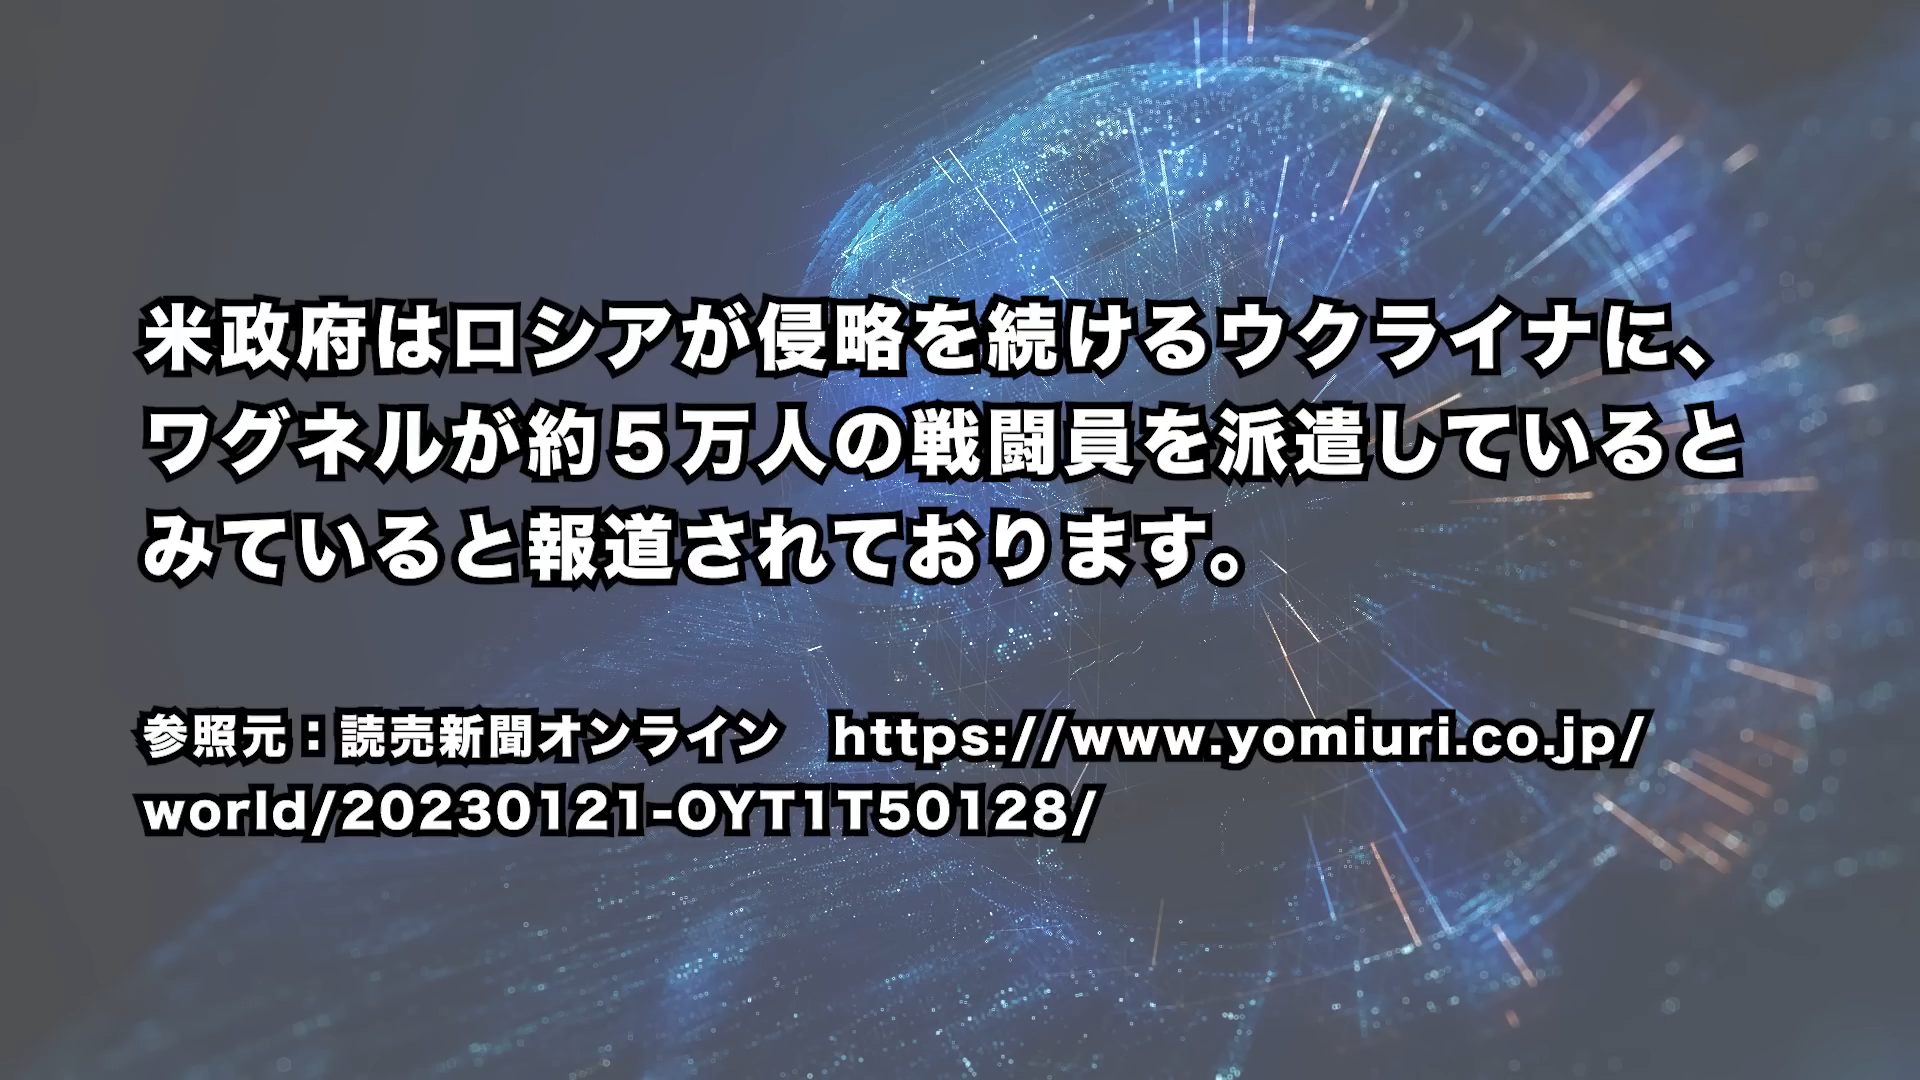 米政府はロシアが侵略を続けるウクライナに、
ワグネルが約５万人の戦闘員を派遣していると
みていると報道されております。
参照元：読売新聞オンライン　https://www.yomiuri.co.jp/
world/20230121-OYT1T50128/